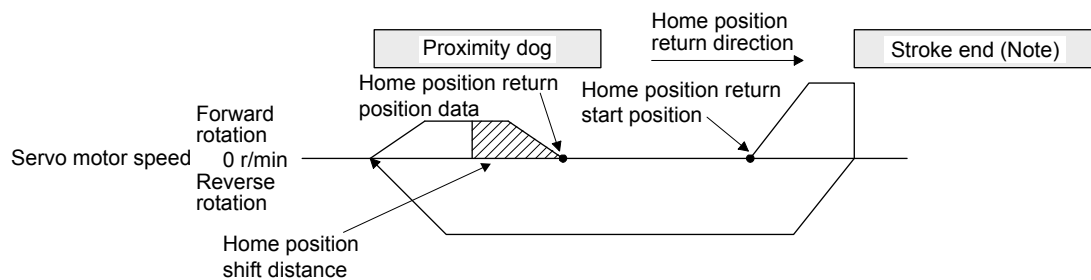 Proximity dog
Home position
return direction
Stroke end (Note)
Home position return
position data
Home position return
start position
Forward
rotation
Servo motor speed 0 r/min
Reverse
rotation
Home position
shift distance